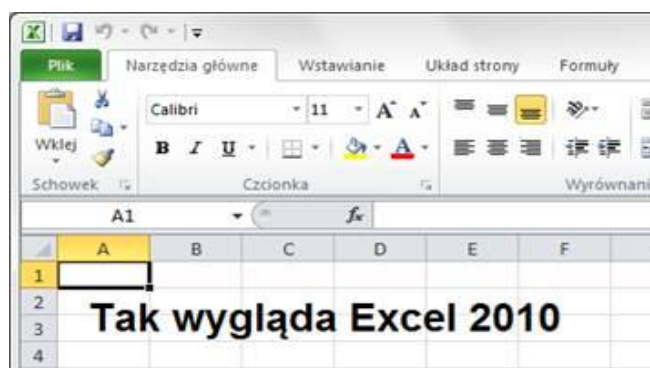 Plik Narzędzia główne Wstawianie Układ strony Formuły
Calibri 11 A A
Wklej B I U A
Schowek Czcionka
A1 fx
A B C D E F
1
2
Tak wygląda Excel 2010
3
4